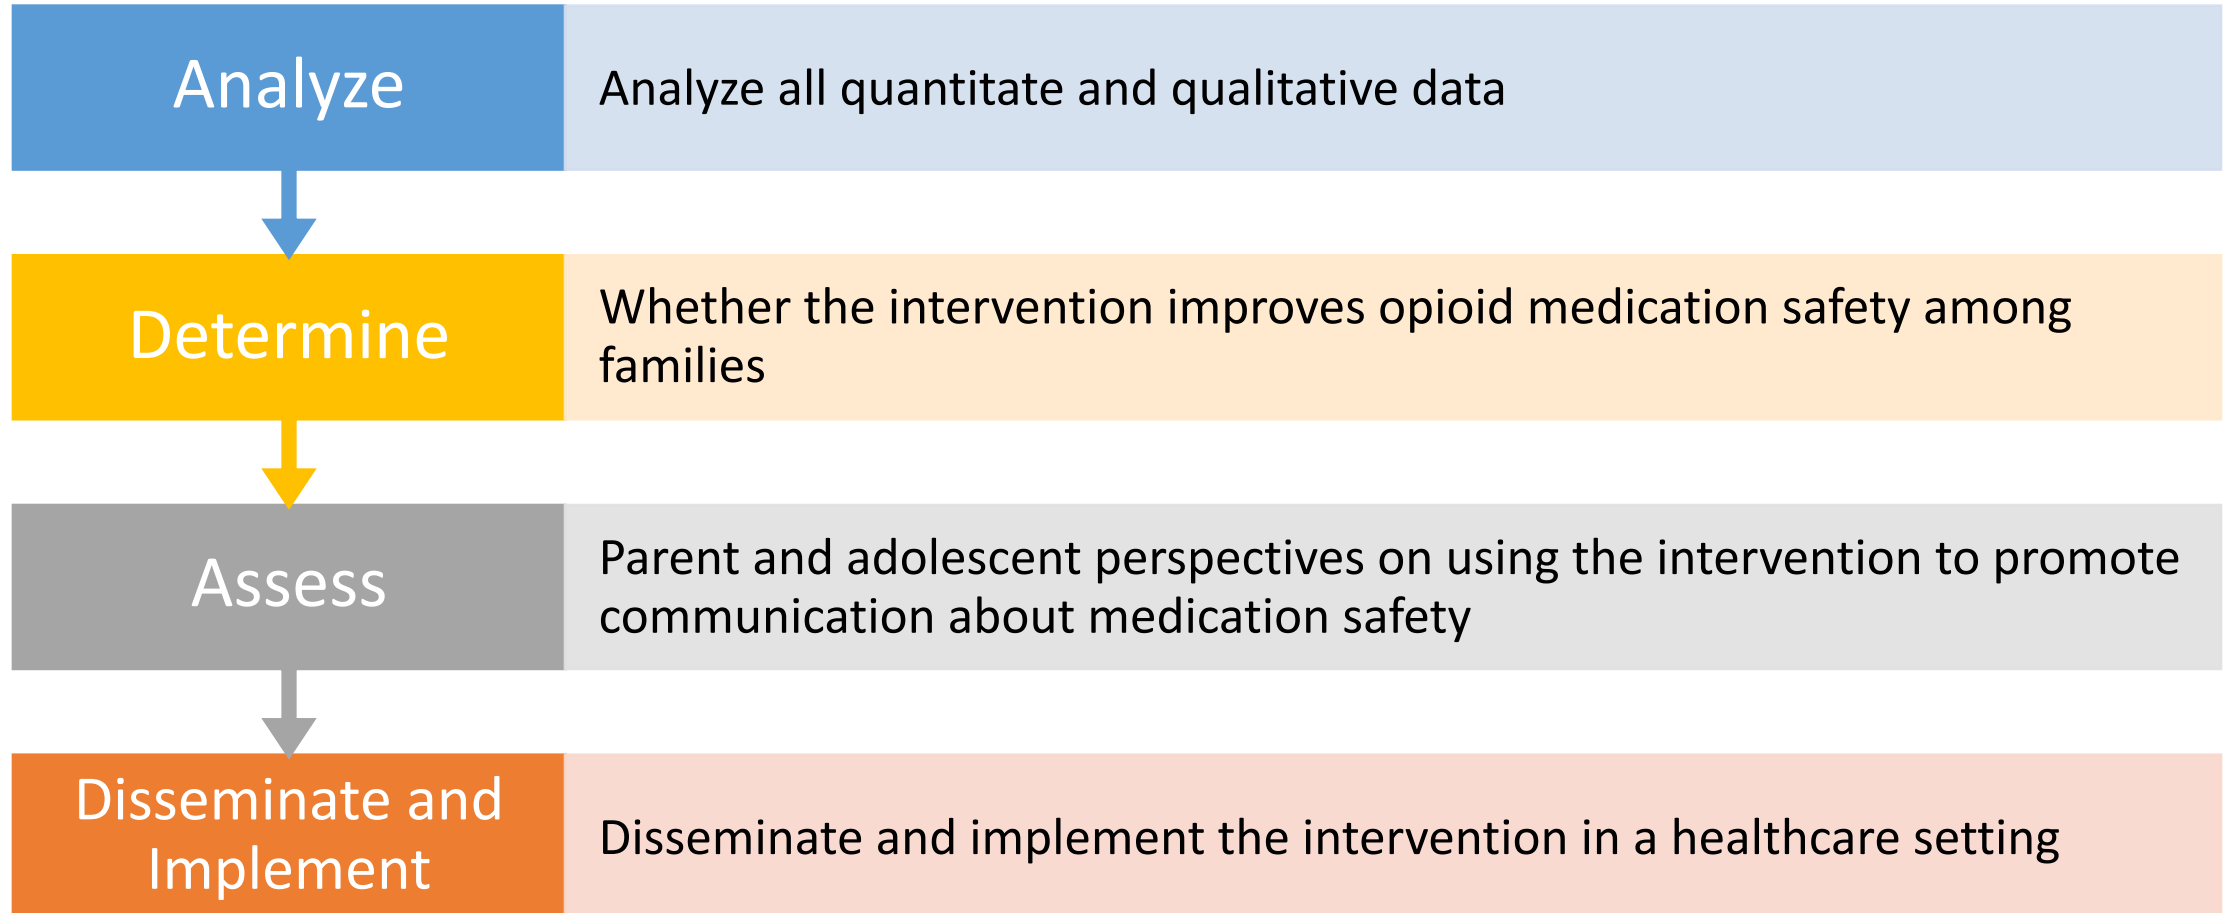 Analyze
Analyze all quantitate and qualitative data
Determine
Whether the intervention improves opioid medication safety among
families
Assess
Parent and adolescent perspectives on using the intervention to promote
communication about medication safety
Disseminate and
Implement
Disseminate and implement the intervention in a healthcare setting